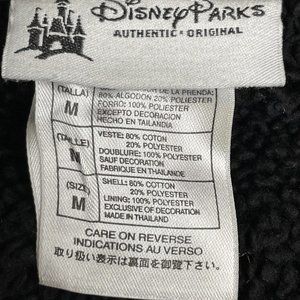 Disney Parks
AUTHENTIC • ORIGINAL
(TALLA)
M
DE LA PRENDA:
80% ALGODON 20% POLIESTER
FORRO: 100% POLIESTER
EXCEPTO DECORACION
HECHO EN TAILANDIA
(TAILLE)
M
VESTE: 80% COTON
20% POLYESTER
DOUBLURE: 100% POLYESTER
SAUF DECORATION
FABRIQUE EN THAILANDE
(SIZE)
M
SHELL: 80% COTTON
20% POLYESTER
LINING: 100% POLYESTER
EXCLUSIVE OF DECORATION
MADE IN THAILAND
CARE ON REVERSE
INDICATIONS AU VERSO
取り扱い表示は裏面を御覧下さい。